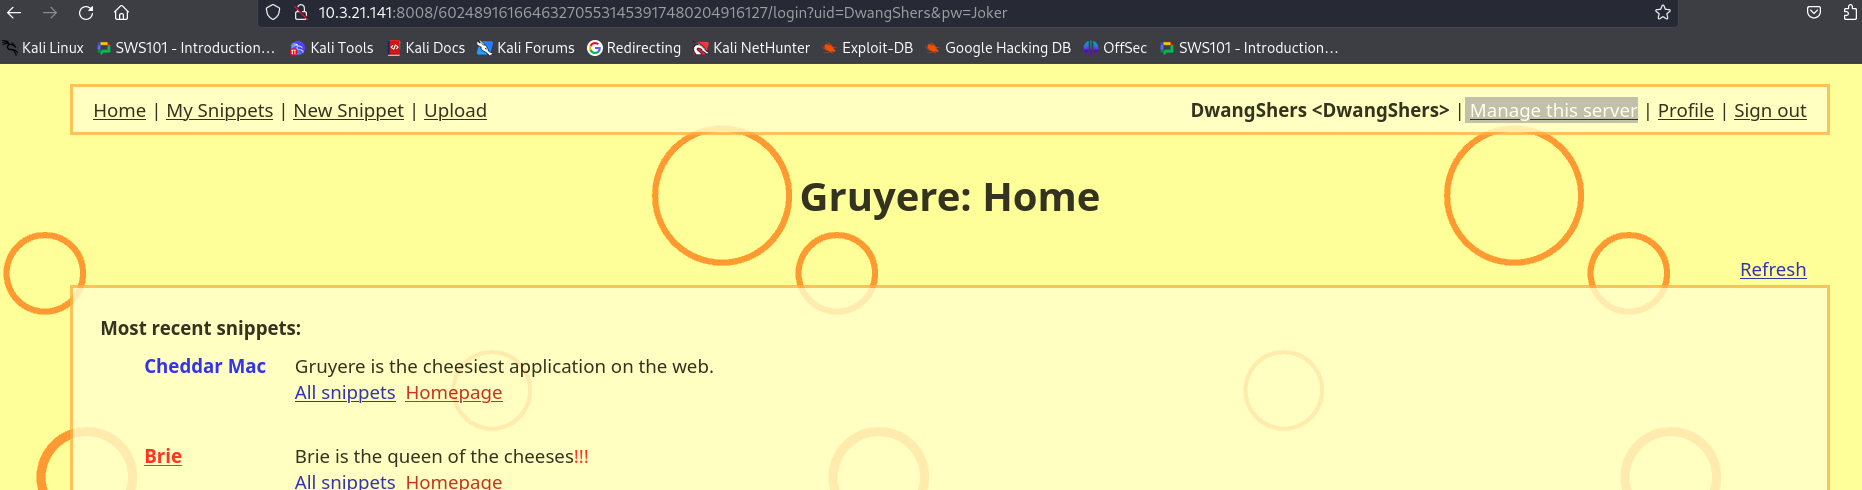 10.3.21.141:8008/602489161664632705531453917480204916127/login?uid=DwangShers&pw=Joker
Kali Linux SWS101 - Introduction... Kali Tools Kali Docs Kali Forums Redirecting Kali NetHunter Exploit-DB Google Hacking DB OffSec SWS101 - Introduction...
Home | My Snippets | New Snippet | Upload DwangShers <DwangShers> | Manage this server | Profile | Sign out
Gruyere: Home
Refresh
Most recent snippets:
Cheddar Mac Gruyere is the cheesiest application on the web.
All snippets Homepage
Brie Brie is the queen of the cheeses!!!
All snippets Homepage